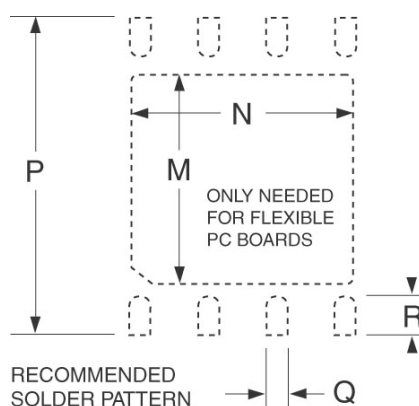 N
P
M
ONLY NEEDED
FOR FLEXIBLE
PC BOARDS
R
RECOMMENDED
SOLDER PATTERN
Q